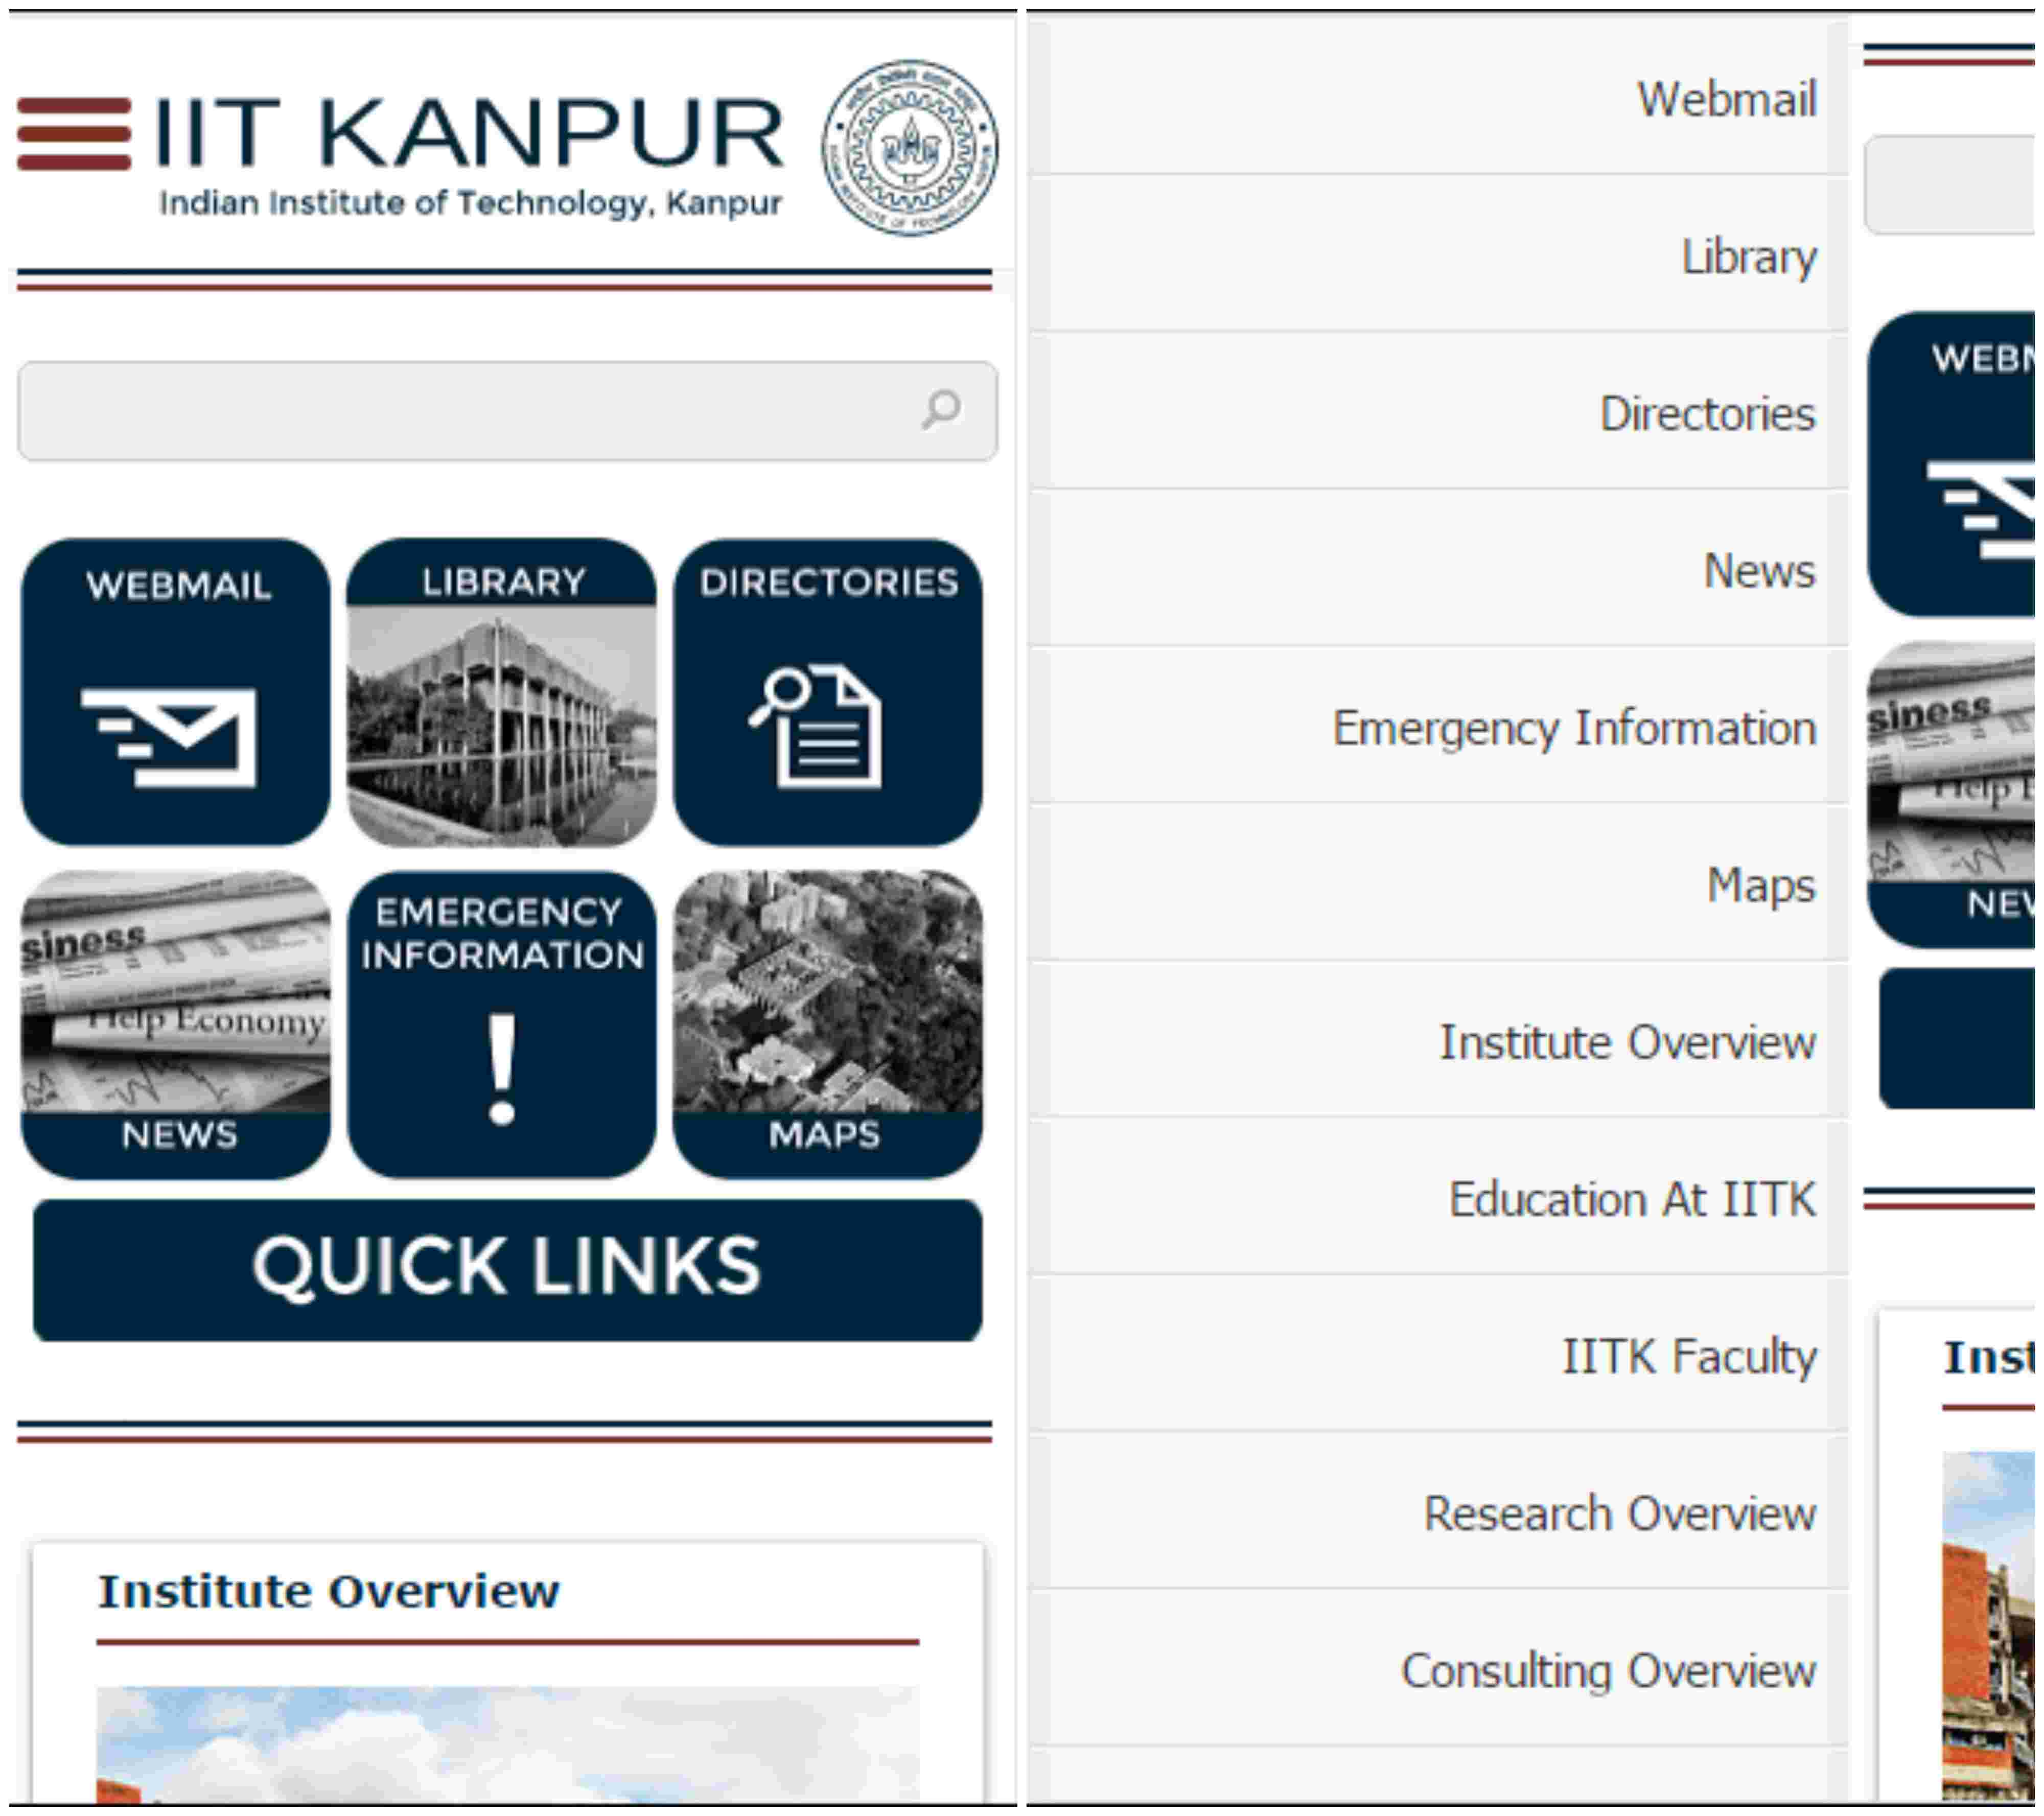 IIT KANPUR
Indian Institute of Technology, Kanpur
WEBMAIL
LIBRARY
DIRECTORIES
siness
Help Economy
NEWS
EMERGENCY
INFORMATION
!
MAPS
QUICK LINKS
Institute Overview
Webmail
Library
Directories
News
Emergency Information
Maps
Institute Overview
Education At IITK
IITK Faculty
Research Overview
Consulting Overview
WEBM
siness
Help E
NEW
Inst